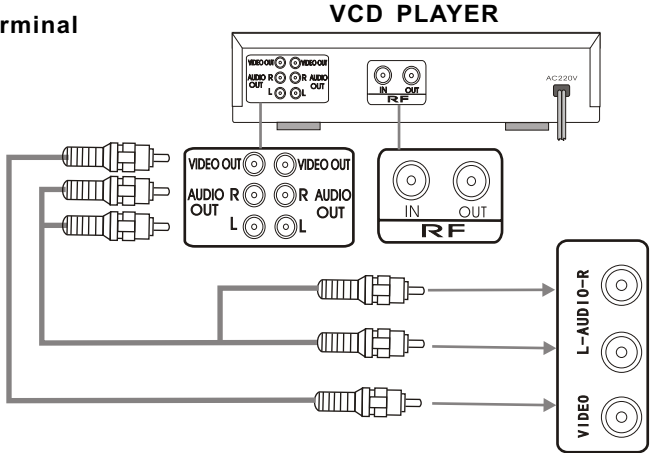 rminal
VCD PLAYER
VIDEO OUT VIDEO OUT
AUDIO OUT R R AUDIO OUT
L L
IN OUT
RF
AC220V
VIDEO OUT VIDEO OUT
AUDIO OUT R R AUDIO OUT
L L
IN OUT
RF
L-AUDIO-R
VIDEO